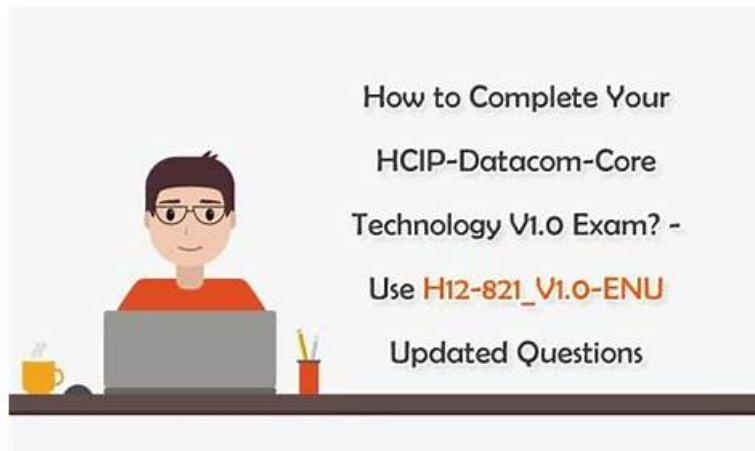 How to Complete Your
HCIP-Datacom-Core
Technology V1.0 Exam? -
Use H12-821_V1.0-ENU
Updated Questions